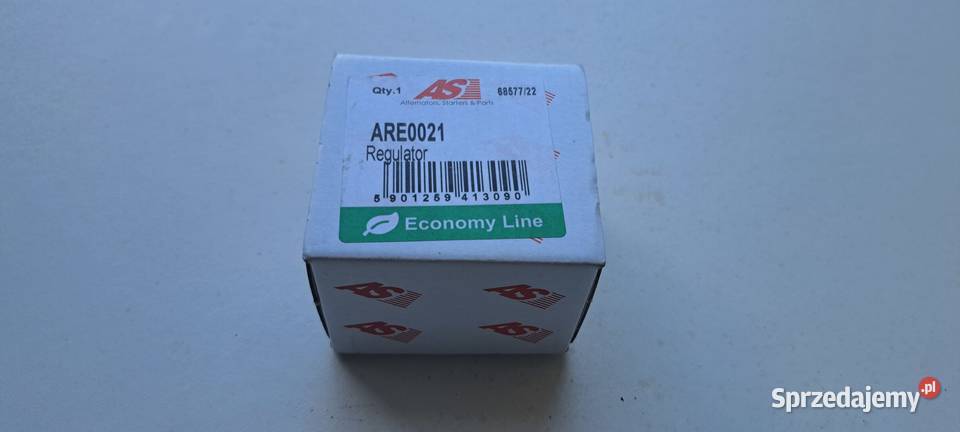 Qty.1 AS 68577/22
Alternators, Starters & Parts
ARE0021
Regulator
5 901259 413090
Economy Line
AS AS
AS AS
Sprzedajemy.pl